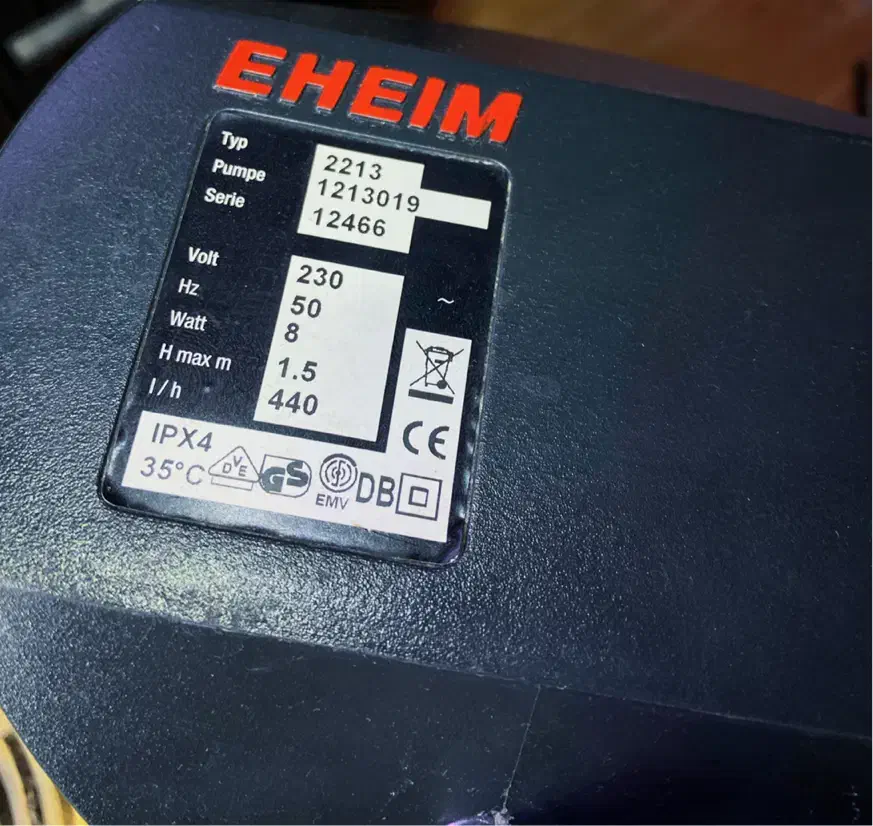 EHEIM
Typ 2213
Pumpe 1213019
Serie 12466
Volt 230 ~
Hz 50
Watt 8
H max m 1.5
l/h 440
CE
IPX4
35°C VDE GS EMV DB